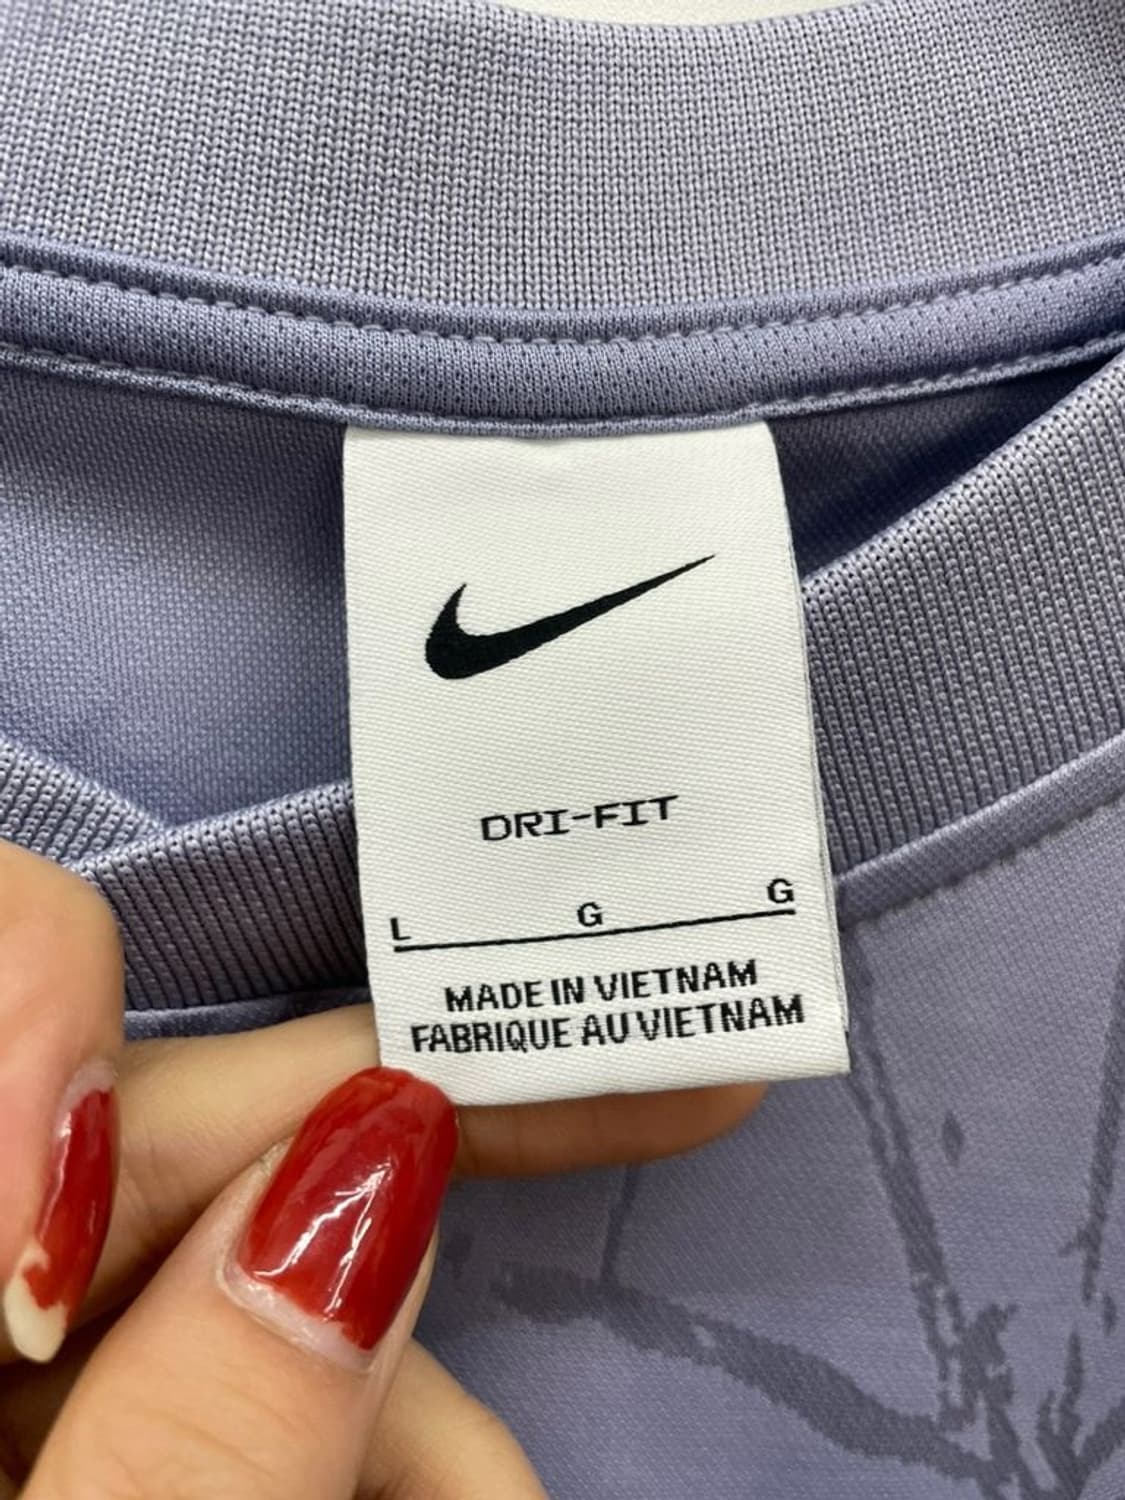 DRI-FIT
L G G
MADE IN VIETNAM
FABRIQUE AU VIETNAM